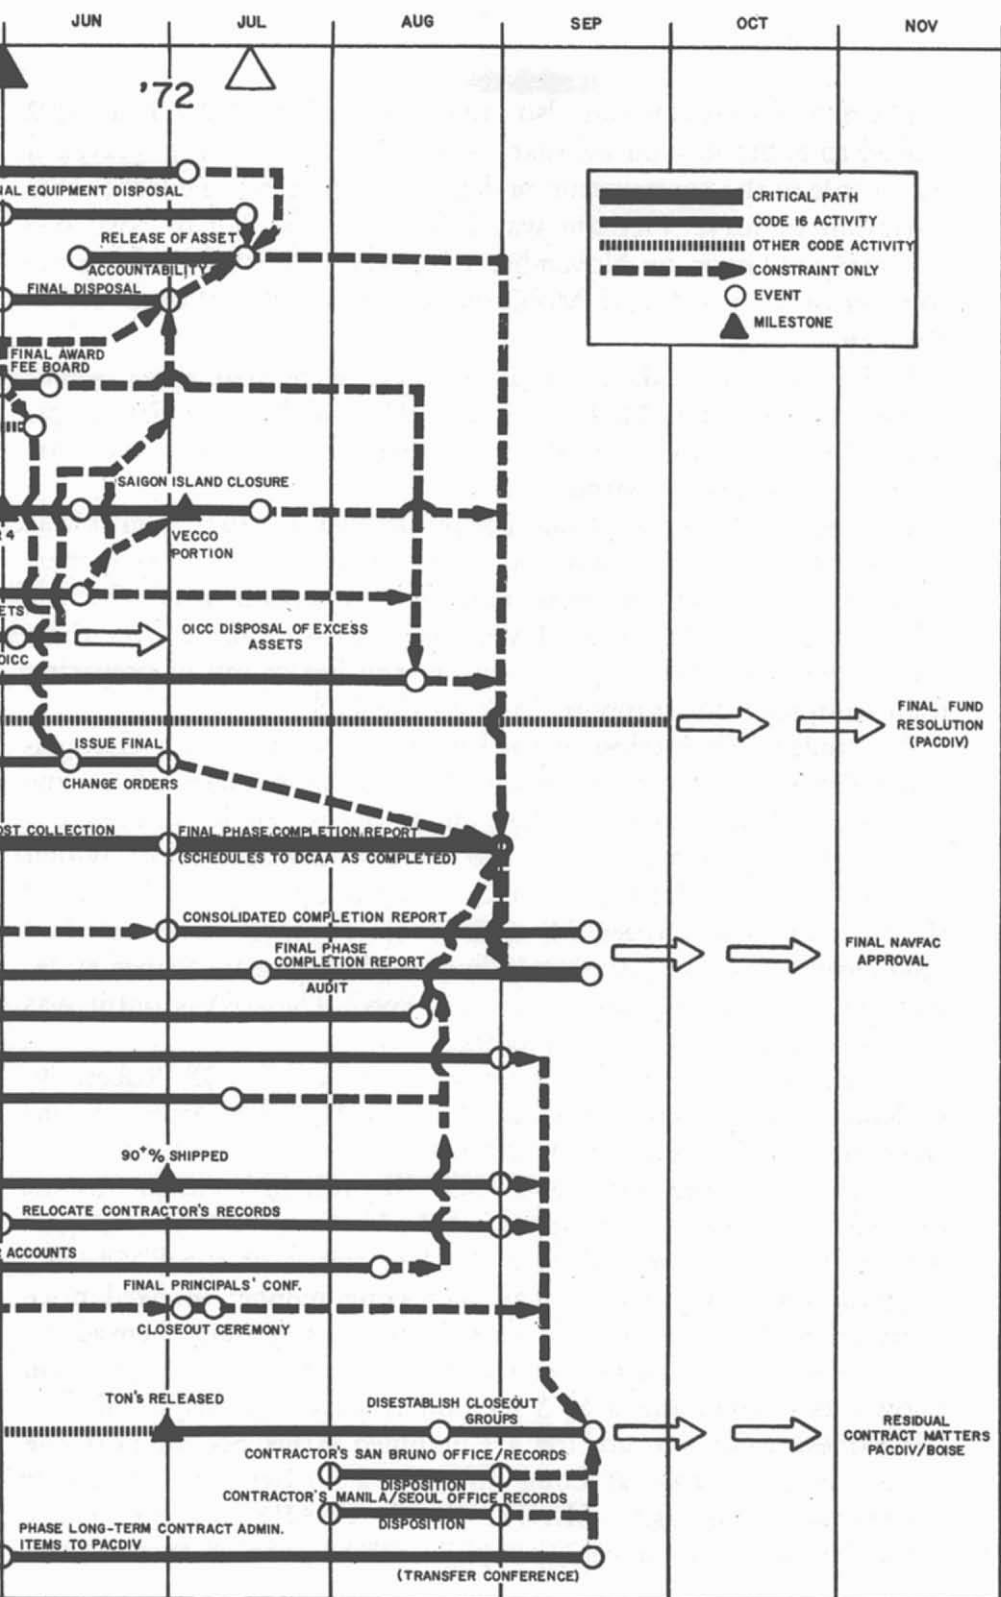 JUN JUL AUG SEP OCT NOV
'72
NAL EQUIPMENT DISPOSAL
RELEASE OF ASSET
ACCOUNTABILITY
FINAL DISPOSAL
CRITICAL PATH
CODE 16 ACTIVITY
OTHER CODE ACTIVITY
CONSTRAINT ONLY
EVENT
MILESTONE
FINAL AWARD
FEE BOARD
SAIGON ISLAND CLOSURE
4
VECCO
PORTION
ETS
OICC
OICC DISPOSAL OF EXCESS
ASSETS
FINAL FUND
RESOLUTION
(PACDIV)
ISSUE FINAL
CHANGE ORDERS
OST COLLECTION
FINAL PHASE COMPLETION REPORT
(SCHEDULES TO DCAA AS COMPLETED)
CONSOLIDATED COMPLETION REPORT
FINAL PHASE
COMPLETION REPORT
AUDIT
FINAL NAVFAC
APPROVAL
90+% SHIPPED
RELOCATE CONTRACTOR'S RECORDS
ACCOUNTS
FINAL PRINCIPALS' CONF.
CLOSEOUT CEREMONY
TON's RELEASED
DISESTABLISH CLOSEOUT
GROUPS
RESIDUAL
CONTRACT MATTERS
PACDIV/BOISE
CONTRACTOR'S SAN BRUNO OFFICE/RECORDS
DISPOSITION
CONTRACTOR'S MANILA/SEOUL OFFICE RECORDS
DISPOSITION
PHASE LONG-TERM CONTRACT ADMIN.
ITEMS TO PACDIV
(TRANSFER CONFERENCE)